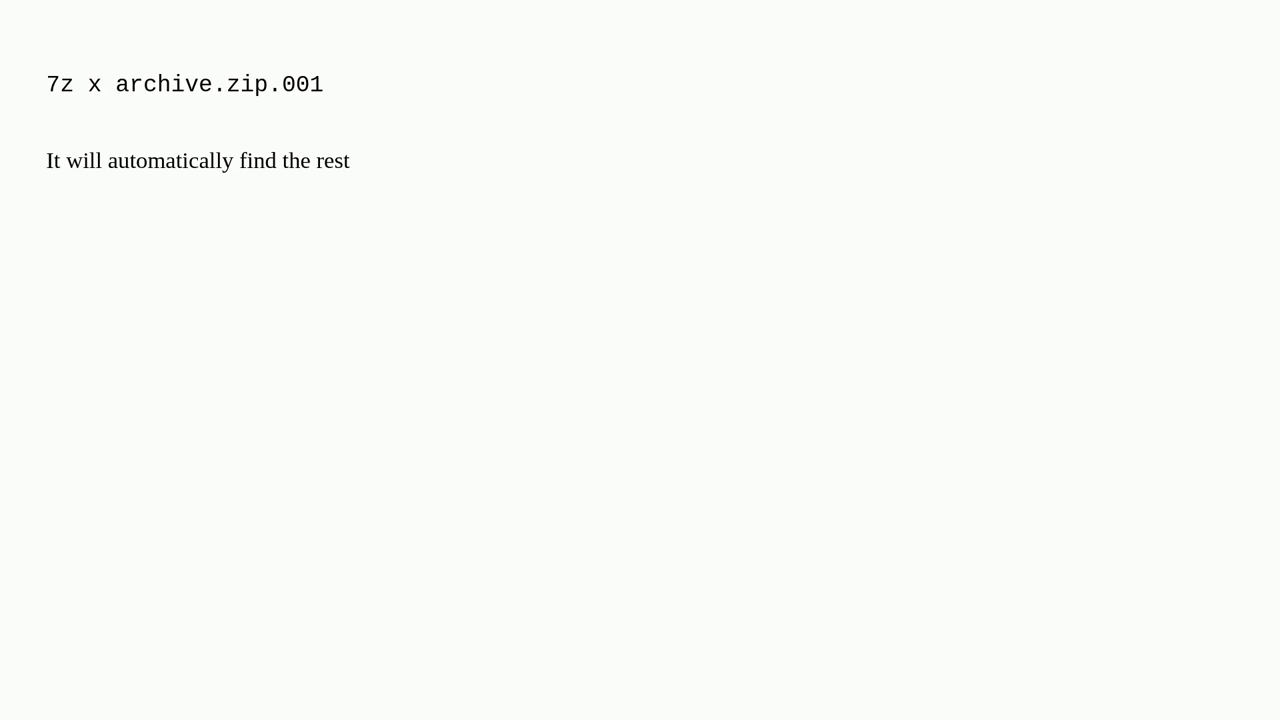 7z x archive.zip.001
It will automatically find the rest